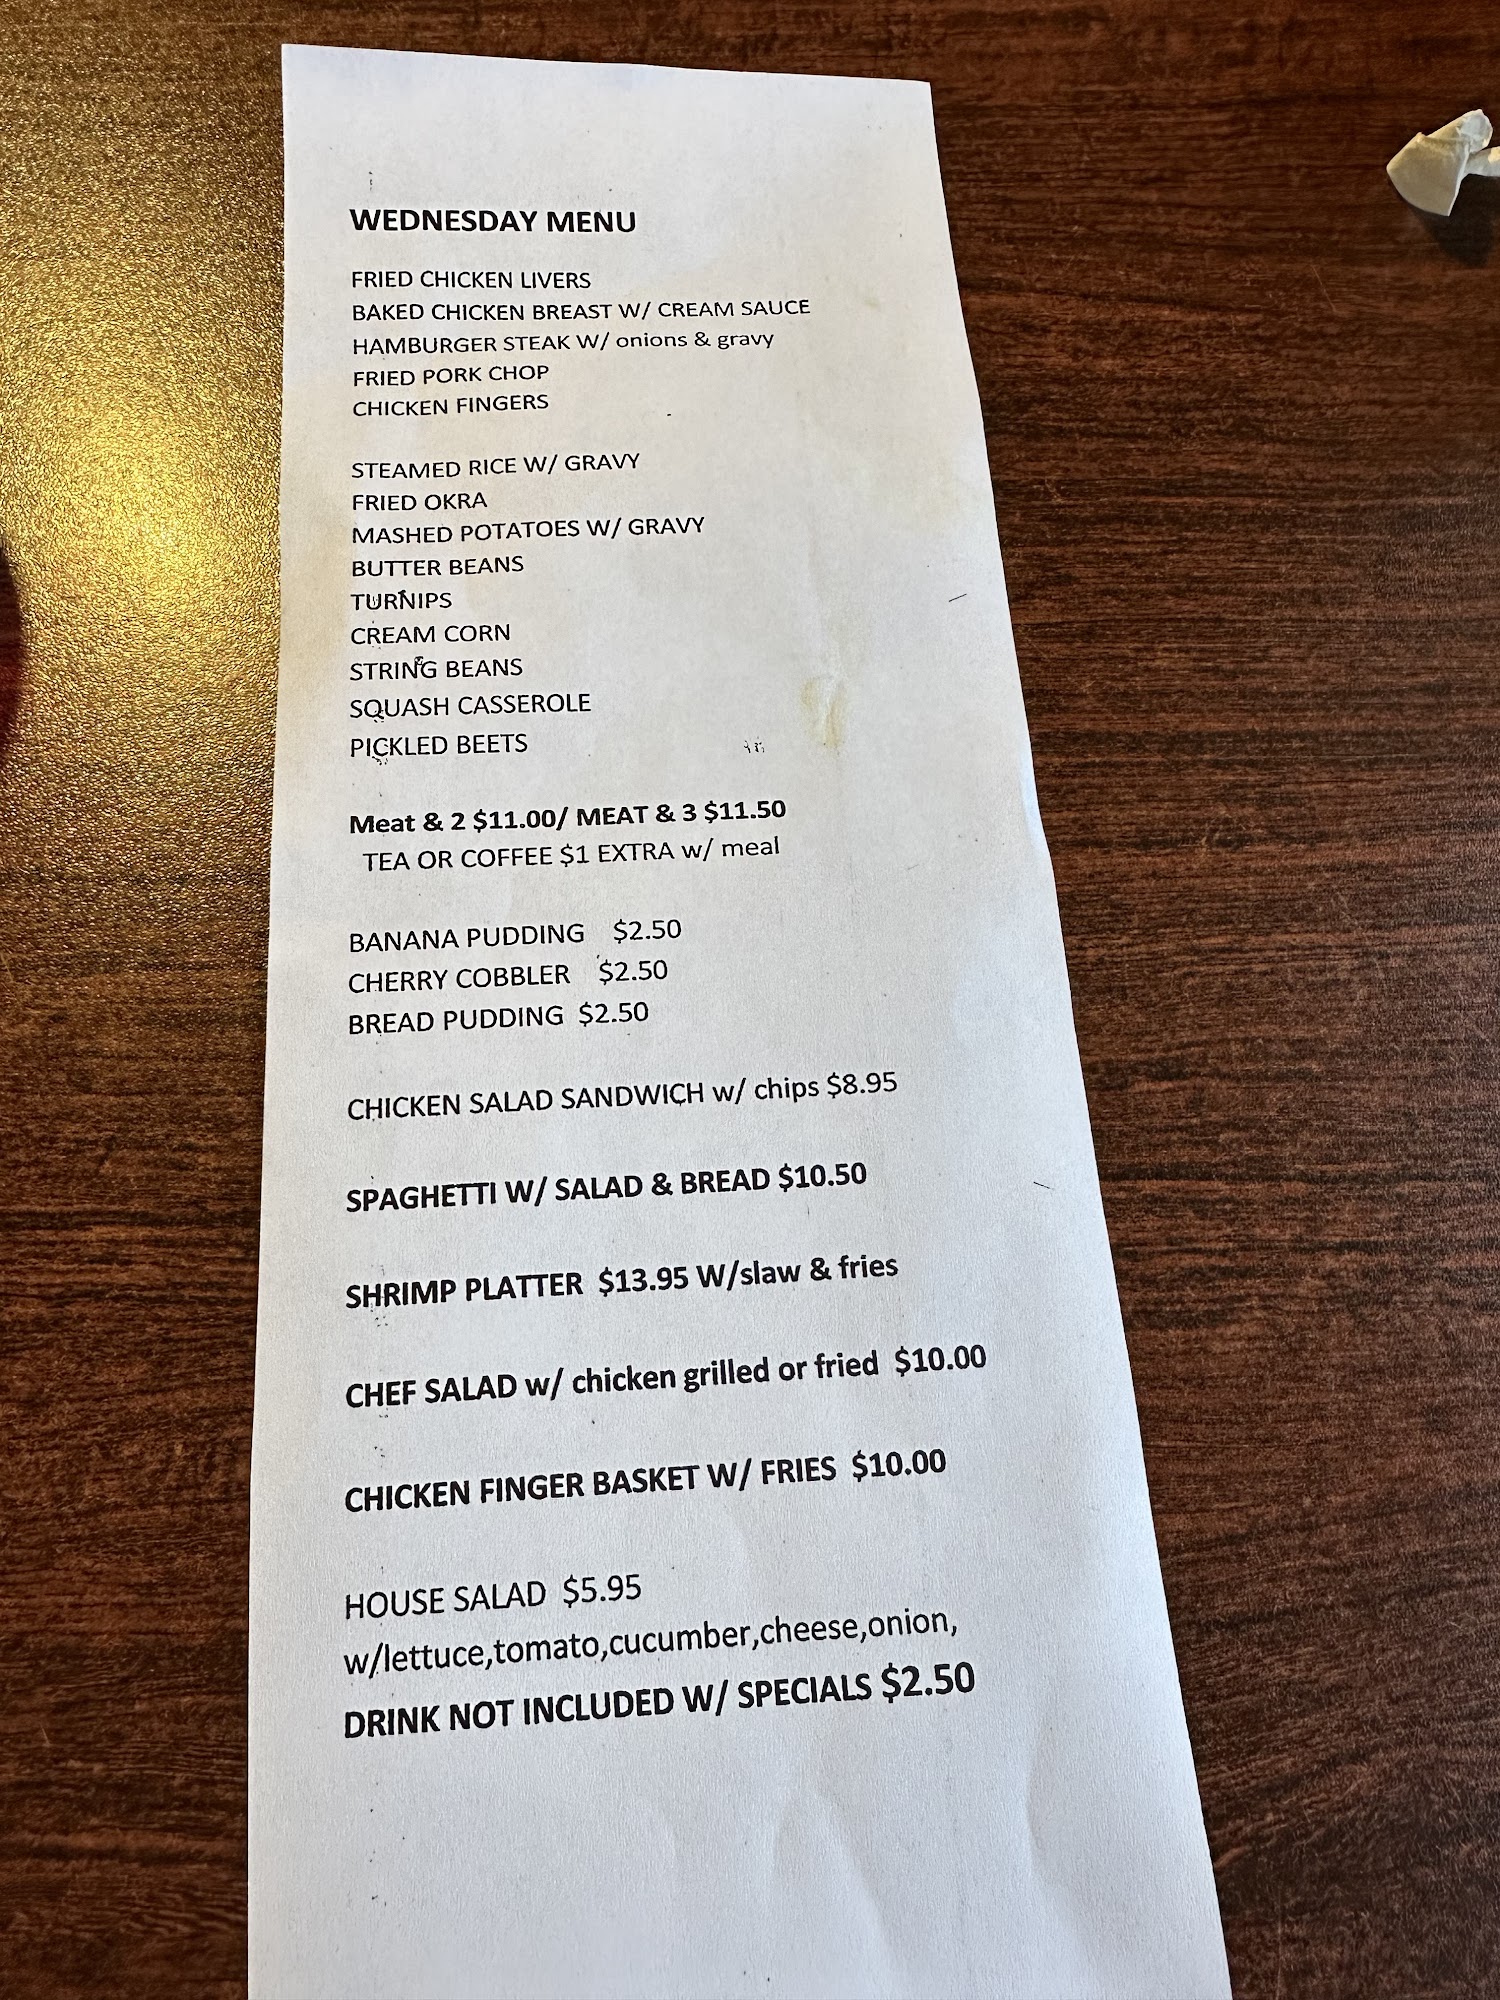 WEDNESDAY MENU
FRIED CHICKEN LIVERS
BAKED CHICKEN BREAST W/ CREAM SAUCE
HAMBURGER STEAK W/ onions & gravy
FRIED PORK CHOP
CHICKEN FINGERS
STEAMED RICE W/ GRAVY
FRIED OKRA
MASHED POTATOES W/ GRAVY
BUTTER BEANS
TURNIPS
CREAM CORN
STRING BEANS
SQUASH CASSEROLE
PICKLED BEETS
Meat & 2 $11.00/ MEAT & 3 $11.50
TEA OR COFFEE $1 EXTRA w/ meal
BANANA PUDDING $2.50
CHERRY COBBLER $2.50
BREAD PUDDING $2.50
CHICKEN SALAD SANDWICH w/ chips $8.95
SPAGHETTI W/ SALAD & BREAD $10.50
SHRIMP PLATTER $13.95 W/slaw & fries
CHEF SALAD w/ chicken grilled or fried $10.00
CHICKEN FINGER BASKET W/ FRIES $10.00
HOUSE SALAD $5.95
w/lettuce,tomato,cucumber,cheese,onion,
DRINK NOT INCLUDED W/ SPECIALS $2.50